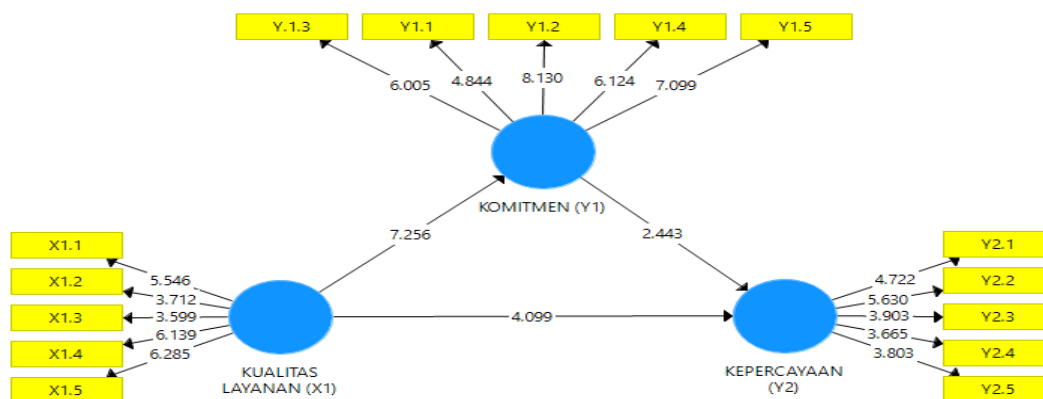 Y.1.3 Y1.1 Y1.2 Y1.4 Y1.5
6.005 4.844 8.130 6.124 7.099
KOMITMEN (Y1)
7.256 2.443
X1.1
X1.2
X1.3
X1.4
X1.5
5.546
3.712
3.599
6.139
6.285
KUALITAS
LAYANAN (X1)
4.099
KEPERCAYAAN
(Y2)
4.722
5.630
3.903
3.665
3.803
Y2.1
Y2.2
Y2.3
Y2.4
Y2.5